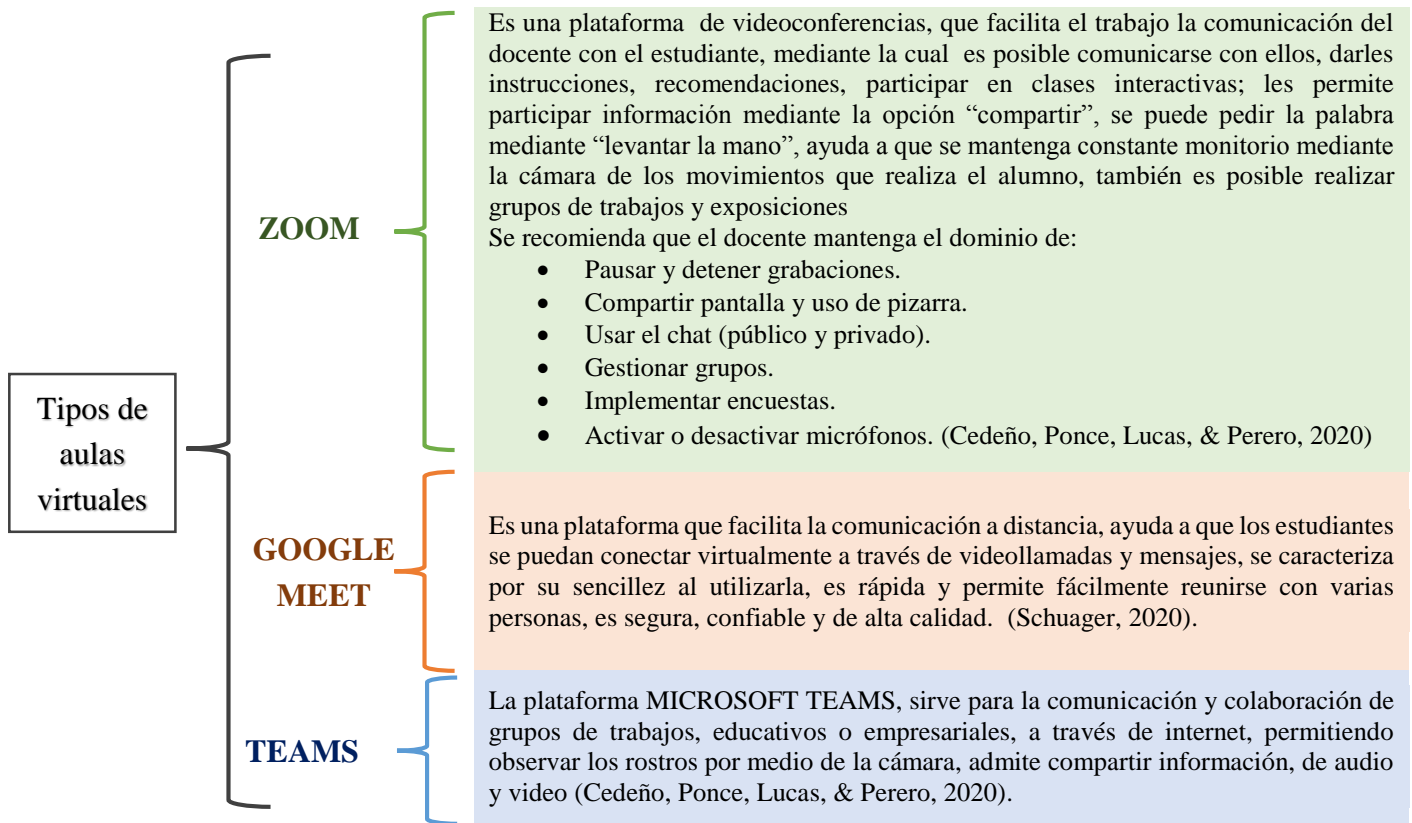 Tipos de
aulas
virtuales
ZOOM
Es una plataforma de videoconferencias, que facilita el trabajo la comunicación del
docente con el estudiante, mediante la cual es posible comunicarse con ellos, darles
instrucciones, recomendaciones, participar en clases interactivas; les permite
participar información mediante la opción “compartir”, se puede pedir la palabra
mediante “levantar la mano”, ayuda a que se mantenga constante monitorio mediante
la cámara de los movimientos que realiza el alumno, también es posible realizar
grupos de trabajos y exposiciones
Se recomienda que el docente mantenga el dominio de:
• Pausar y detener grabaciones.
• Compartir pantalla y uso de pizarra.
• Usar el chat (público y privado).
• Gestionar grupos.
• Implementar encuestas.
• Activar o desactivar micrófonos. (Cedeño, Ponce, Lucas, & Perero, 2020)
GOOGLE
MEET
Es una plataforma que facilita la comunicación a distancia, ayuda a que los estudiantes
se puedan conectar virtualmente a través de videollamadas y mensajes, se caracteriza
por su sencillez al utilizarla, es rápida y permite fácilmente reunirse con varias
personas, es segura, confiable y de alta calidad. (Schuager, 2020).
TEAMS
La plataforma MICROSOFT TEAMS, sirve para la comunicación y colaboración de
grupos de trabajos, educativos o empresariales, a través de internet, permitiendo
observar los rostros por medio de la cámara, admite compartir información, de audio
y video (Cedeño, Ponce, Lucas, & Perero, 2020).